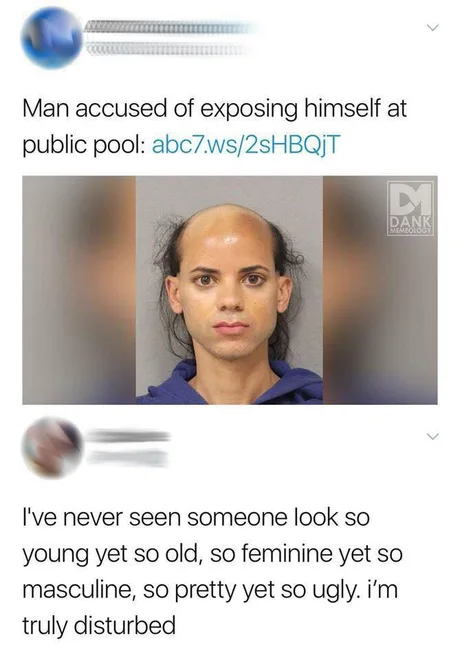 Man accused of exposing himself at
public pool: abc7.ws/2sHBQjT
DANK
MEMEOLOGY
I've never seen someone look so
young yet so old, so feminine yet so
masculine, so pretty yet so ugly. i'm
truly disturbed